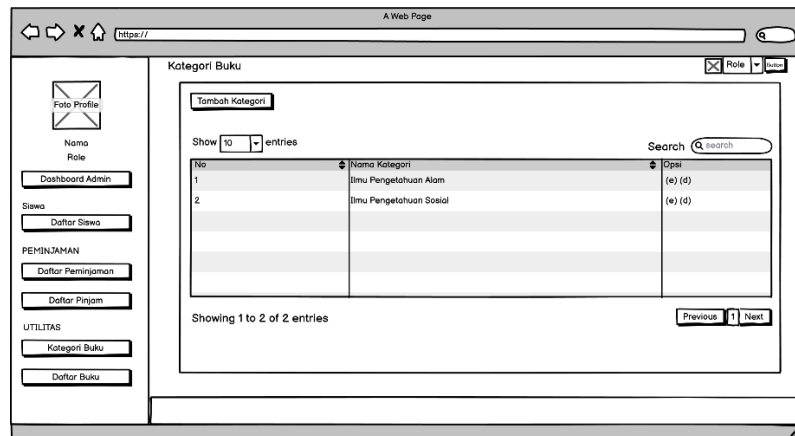 A Web Page
https://
Foto Profile
Nama
Role
Dashboard Admin
Siswa
Daftar Siswa
PEMINJAMAN
Daftar Peminjaman
Daftar Pinjam
UTILITAS
Kategori Buku
Daftar Buku
Kategori Buku
Role
Button
Tambah Kategori
Show 10 entries
Search search
No Nama Kategori Opsi
1 Ilmu Pengetahuan Alam (e) (d)
2 Ilmu Pengetahuan Sosial (e) (d)
Showing 1 to 2 of 2 entries
Previous 1 Next